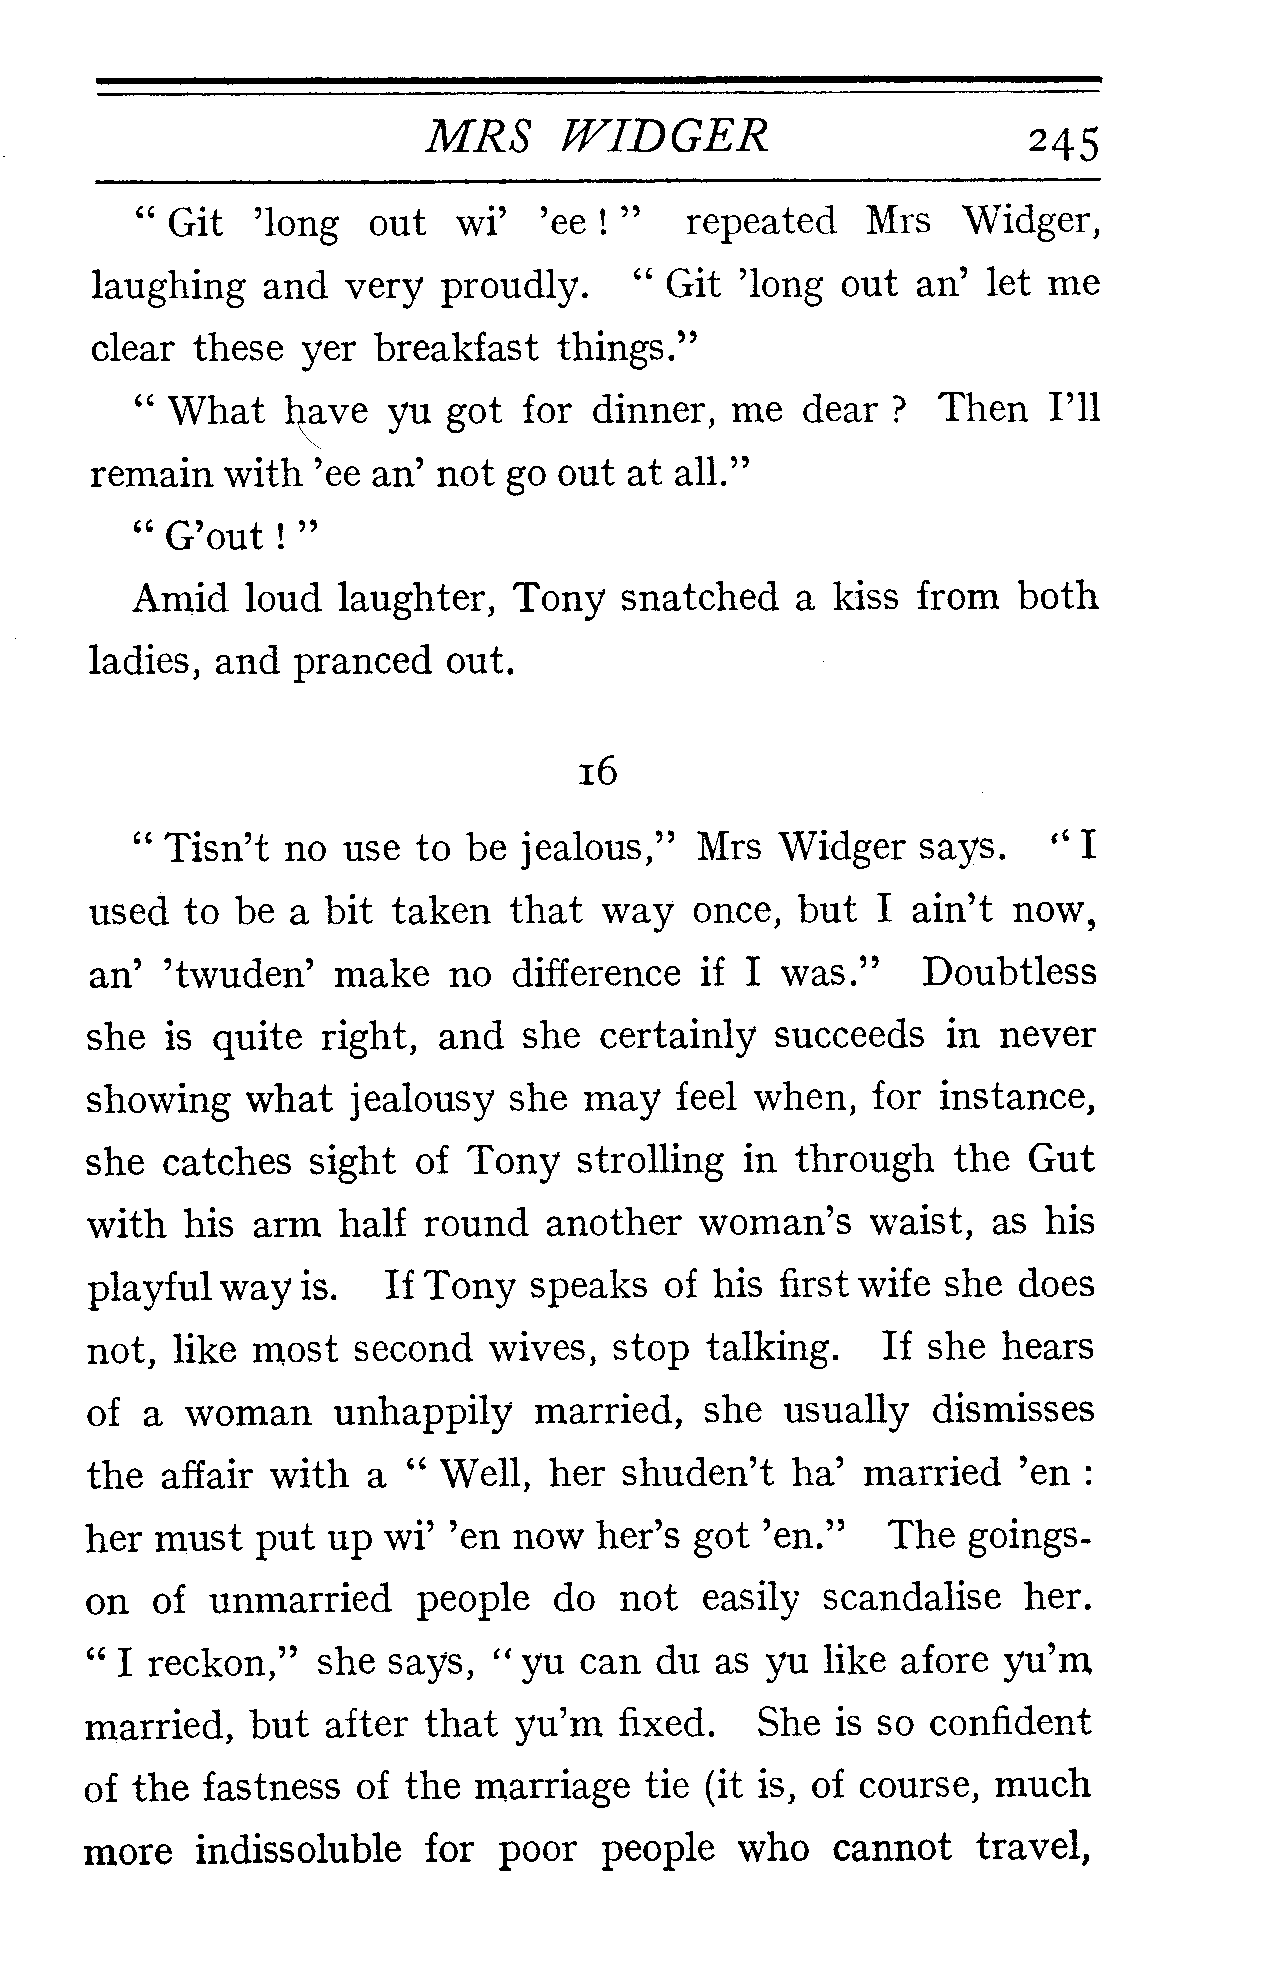 MRS WIDGER 245
“ Git ’long out wi’ ’ee ! ” repeated Mrs Widger,
laughing and very proudly. “ Git ’long out an’ let me
clear these yer breakfast things.”
“ What have yu got for dinner, me dear ? Then I’ll
remain with ’ee an’ not go out at all.”
“ G’out ! ”
Amid loud laughter, Tony snatched a kiss from both
ladies, and pranced out.
16
“ Tisn’t no use to be jealous,” Mrs Widger says. “ I
used to be a bit taken that way once, but I ain’t now,
an’ ’twuden’ make no difference if I was.” Doubtless
she is quite right, and she certainly succeeds in never
showing what jealousy she may feel when, for instance,
she catches sight of Tony strolling in through the Gut
with his arm half round another woman’s waist, as his
playful way is. If Tony speaks of his first wife she does
not, like most second wives, stop talking. If she hears
of a woman unhappily married, she usually dismisses
the affair with a “ Well, her shuden’t ha’ married ’en :
her must put up wi’ ’en now her’s got ’en.” The goings-
on of unmarried people do not easily scandalise her.
“ I reckon,” she says, “ yu can du as yu like afore yu’m
married, but after that yu’m fixed. She is so confident
of the fastness of the marriage tie (it is, of course, much
more indissoluble for poor people who cannot travel,